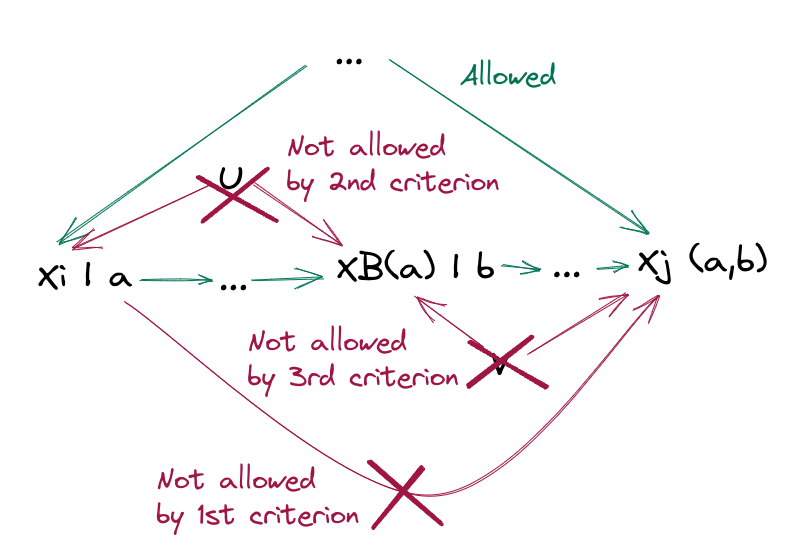 ...
Allowed
Not allowed
by 2nd criterion
U
Xi | a
...
XB(a) | b
...
Xj (a,b)
Not allowed
by 3rd criterion
V
Not allowed
by 1st criterion